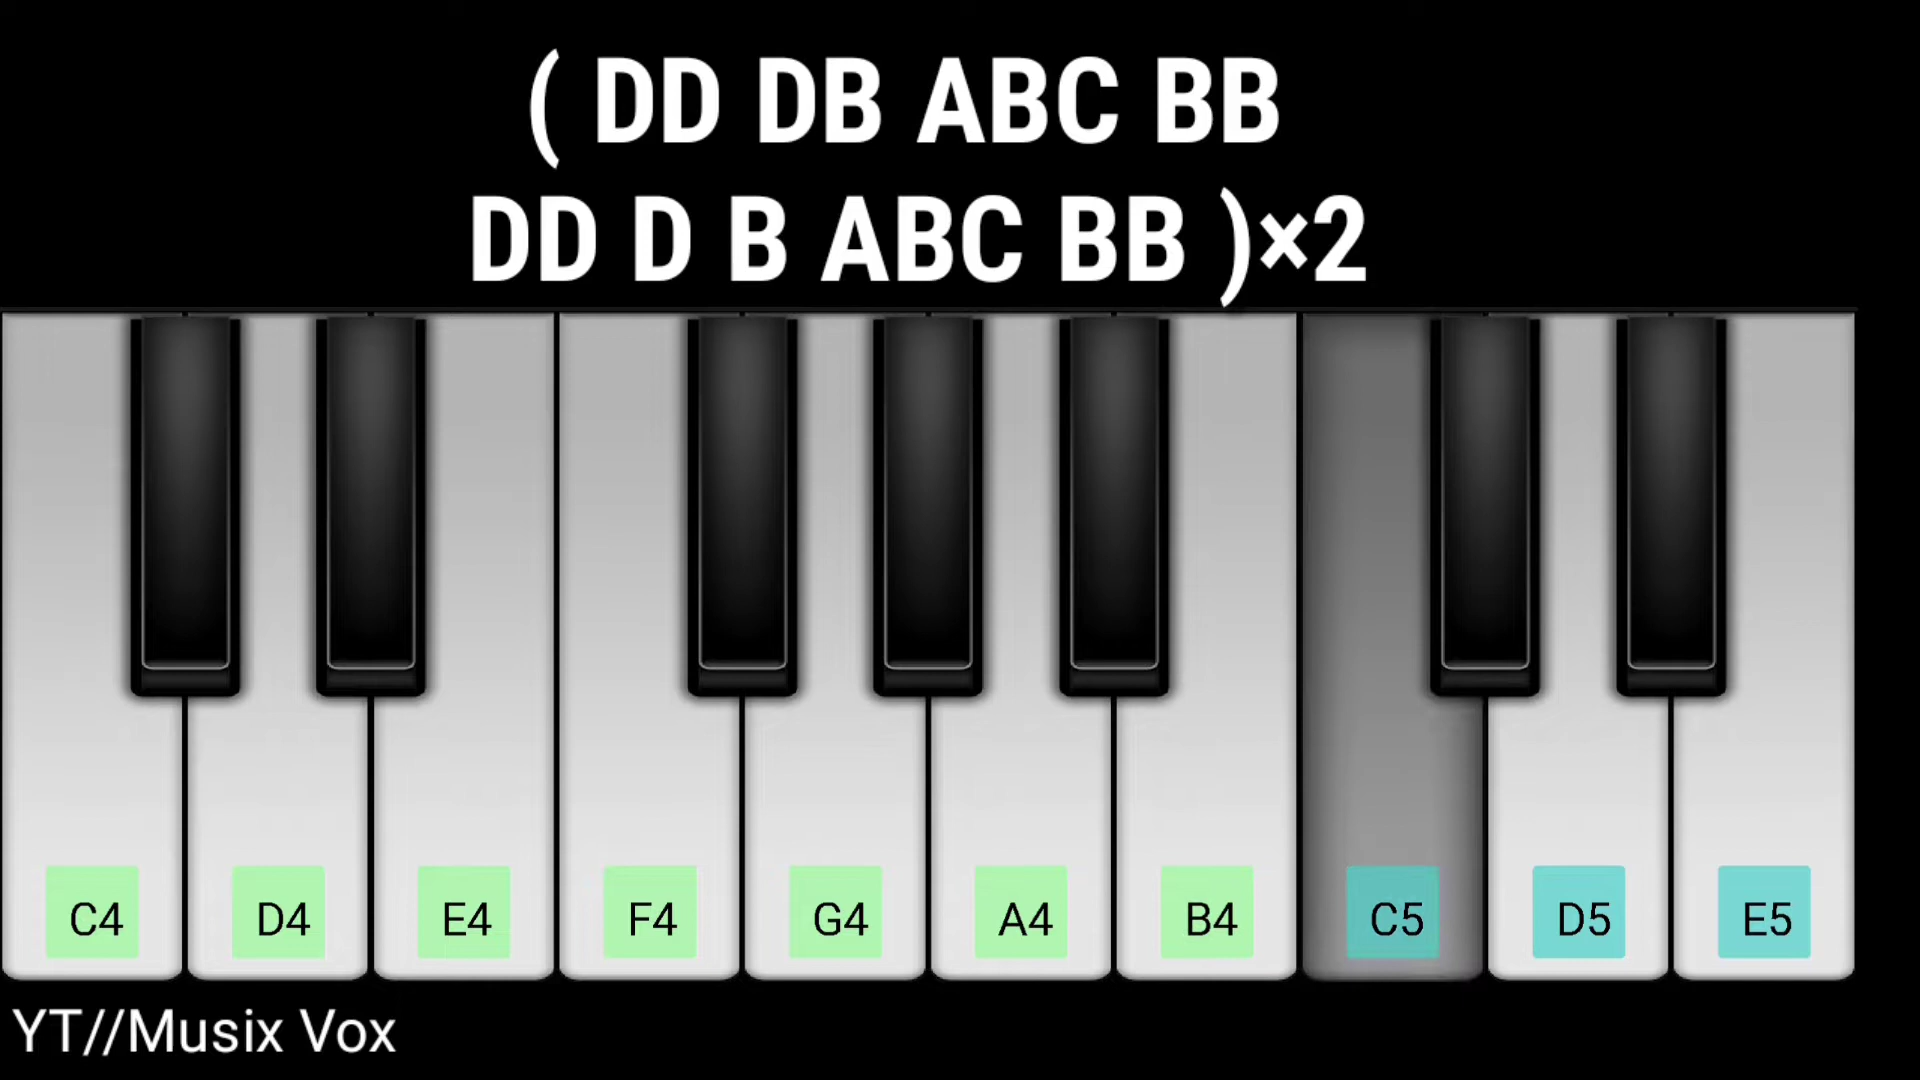 ( DD DB ABC BB
DD D B ABC BB )×2
C4 D4 E4 F4 G4 A4 B4 C5 D5 E5
YT//Musix Vox